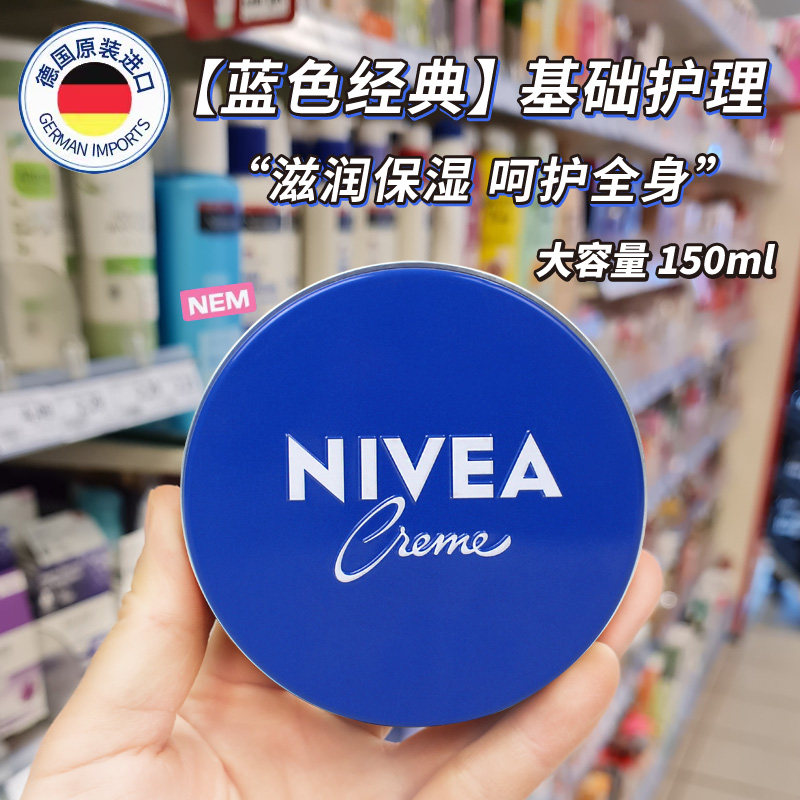 德国原装进口
GERMAN IMPORTS
【蓝色经典】基础护理
“滋润保湿 呵护全身”
大容量 150ml
NEM
NIVEA
Creme